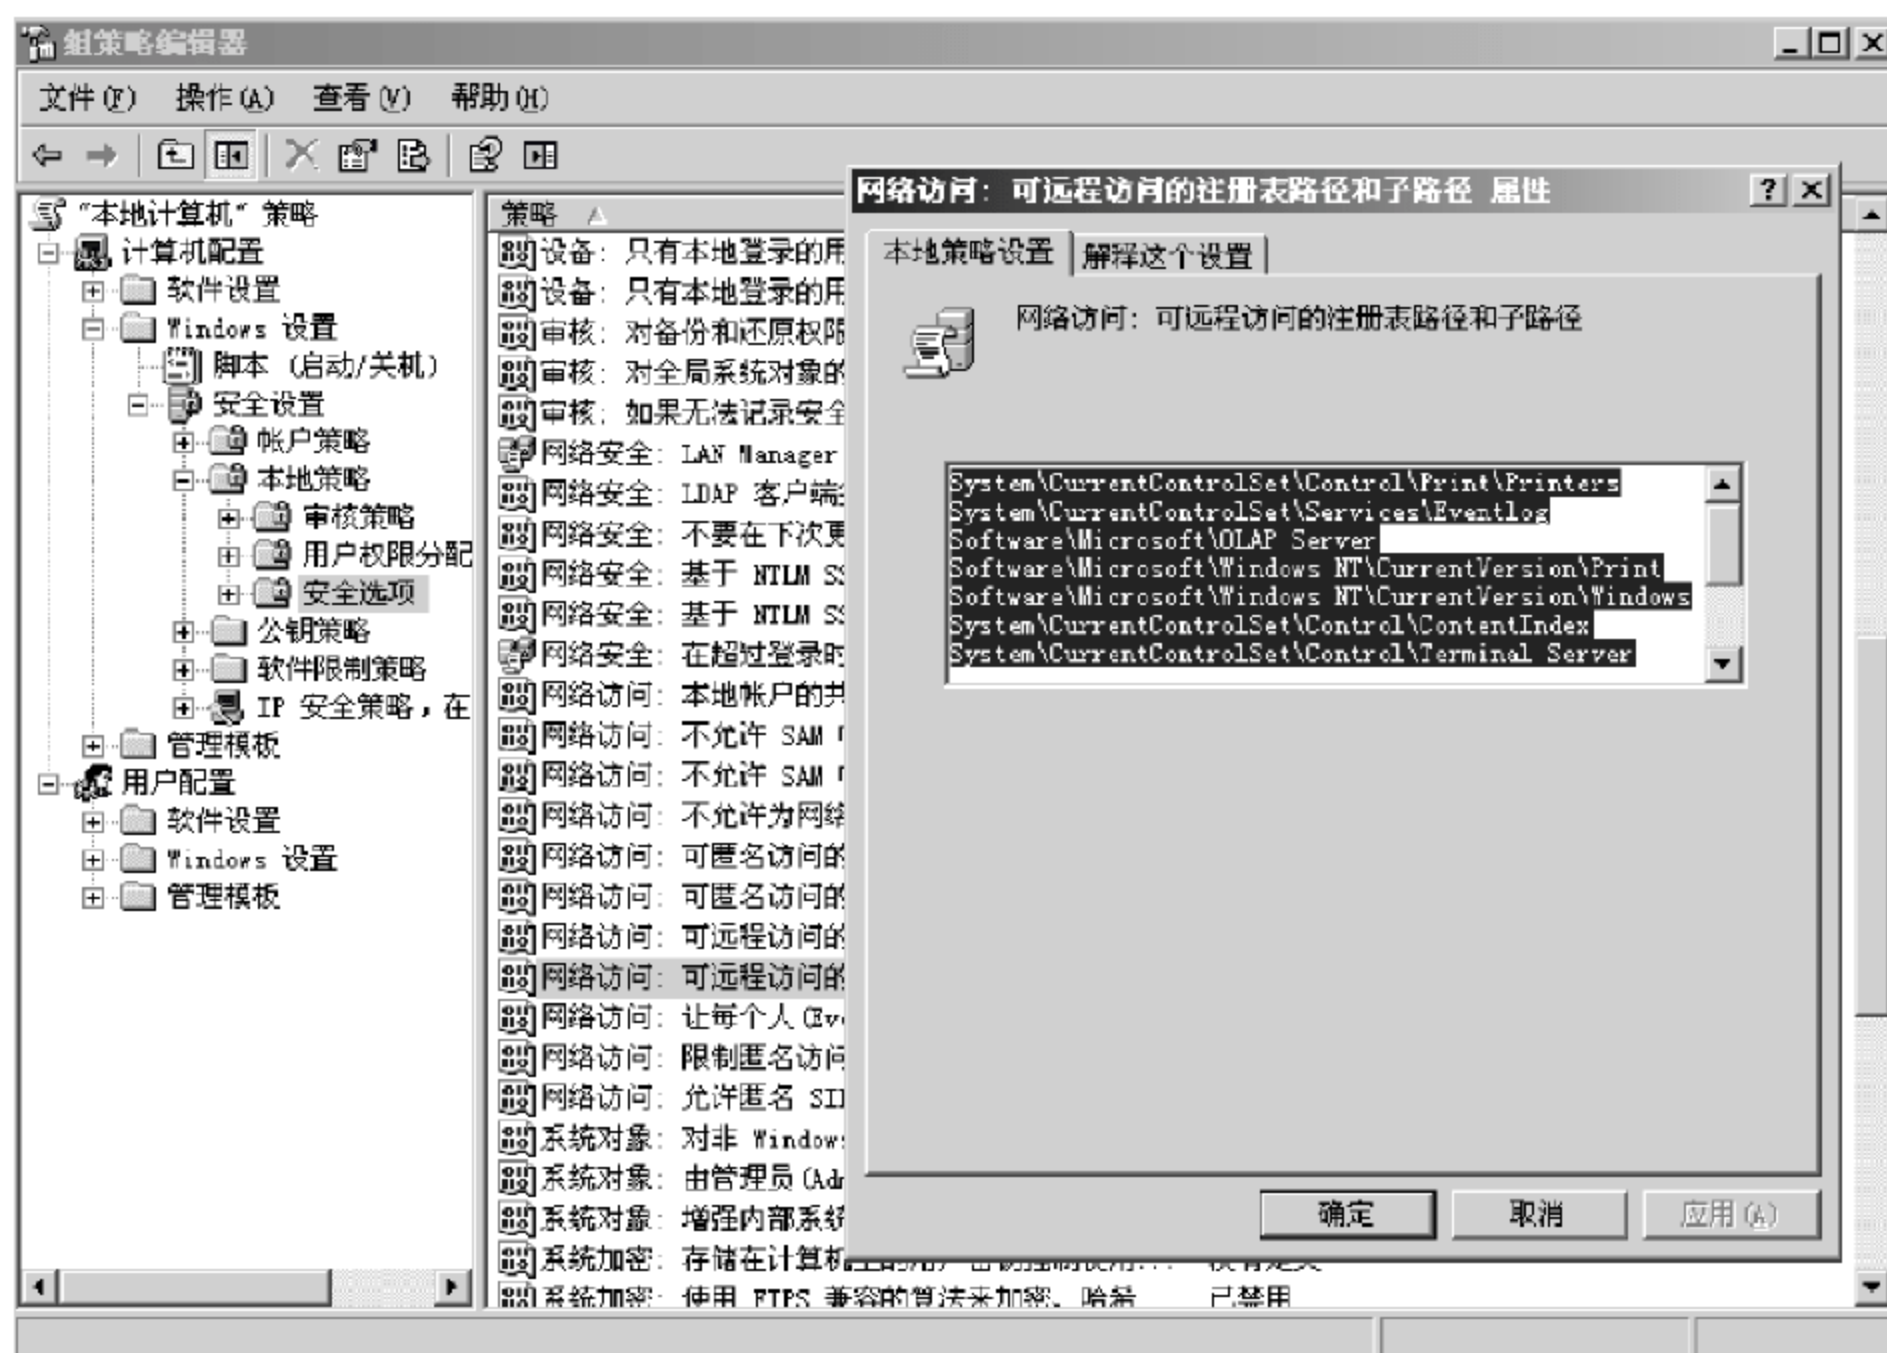 组策略编辑器
文件(F) 操作(A) 查看(V) 帮助(H)
"本地计算机" 策略
计算机配置
软件设置
Windows 设置
脚本 (启动/关机)
安全设置
帐户策略
本地策略
审核策略
用户权限分配
安全选项
公钥策略
软件限制策略
IP 安全策略,在
管理模板
用户配置
软件设置
Windows 设置
管理模板
策略
设备: 只有本地登录的用
设备: 只有本地登录的用
审核: 对备份和还原权限
审核: 对全局系统对象的
审核: 如果无法记录安全
网络安全: LAN Manager
网络安全: LDAP 客户端
网络安全: 不要在下次更
网络安全: 基于 NTLM SS
网络安全: 基于 NTLM SS
网络安全: 在超过登录时
网络访问: 本地帐户的共
网络访问: 不允许 SAM
网络访问: 不允许 SAM
网络访问: 不允许为网络
网络访问: 可匿名访问的
网络访问: 可匿名访问的
网络访问: 可远程访问的
网络访问: 可远程访问的
网络访问: 让每个人(Eve
网络访问: 限制匿名访问
网络访问: 允许匿名 SID
系统对象: 对非 Windows
系统对象: 由管理员(Adm
系统对象: 增强内部系统
系统加密: 存储在计算机
系统加密: 使用 FIPS 兼容的算法来加密、哈希 已禁用
网络访问: 可远程访问的注册表路径和子路径 属性
本地策略设置 解释这个设置
网络访问: 可远程访问的注册表路径和子路径
System\CurrentControlSet\Control\Print\Printers
System\CurrentControlSet\Services\Eventlog
Software\Microsoft\OLAP Server
Software\Microsoft\Windows NT\CurrentVersion\Print
Software\Microsoft\Windows NT\CurrentVersion\Windows
System\CurrentControlSet\Control\ContentIndex
System\CurrentControlSet\Control\Terminal Server
确定 取消 应用(A)